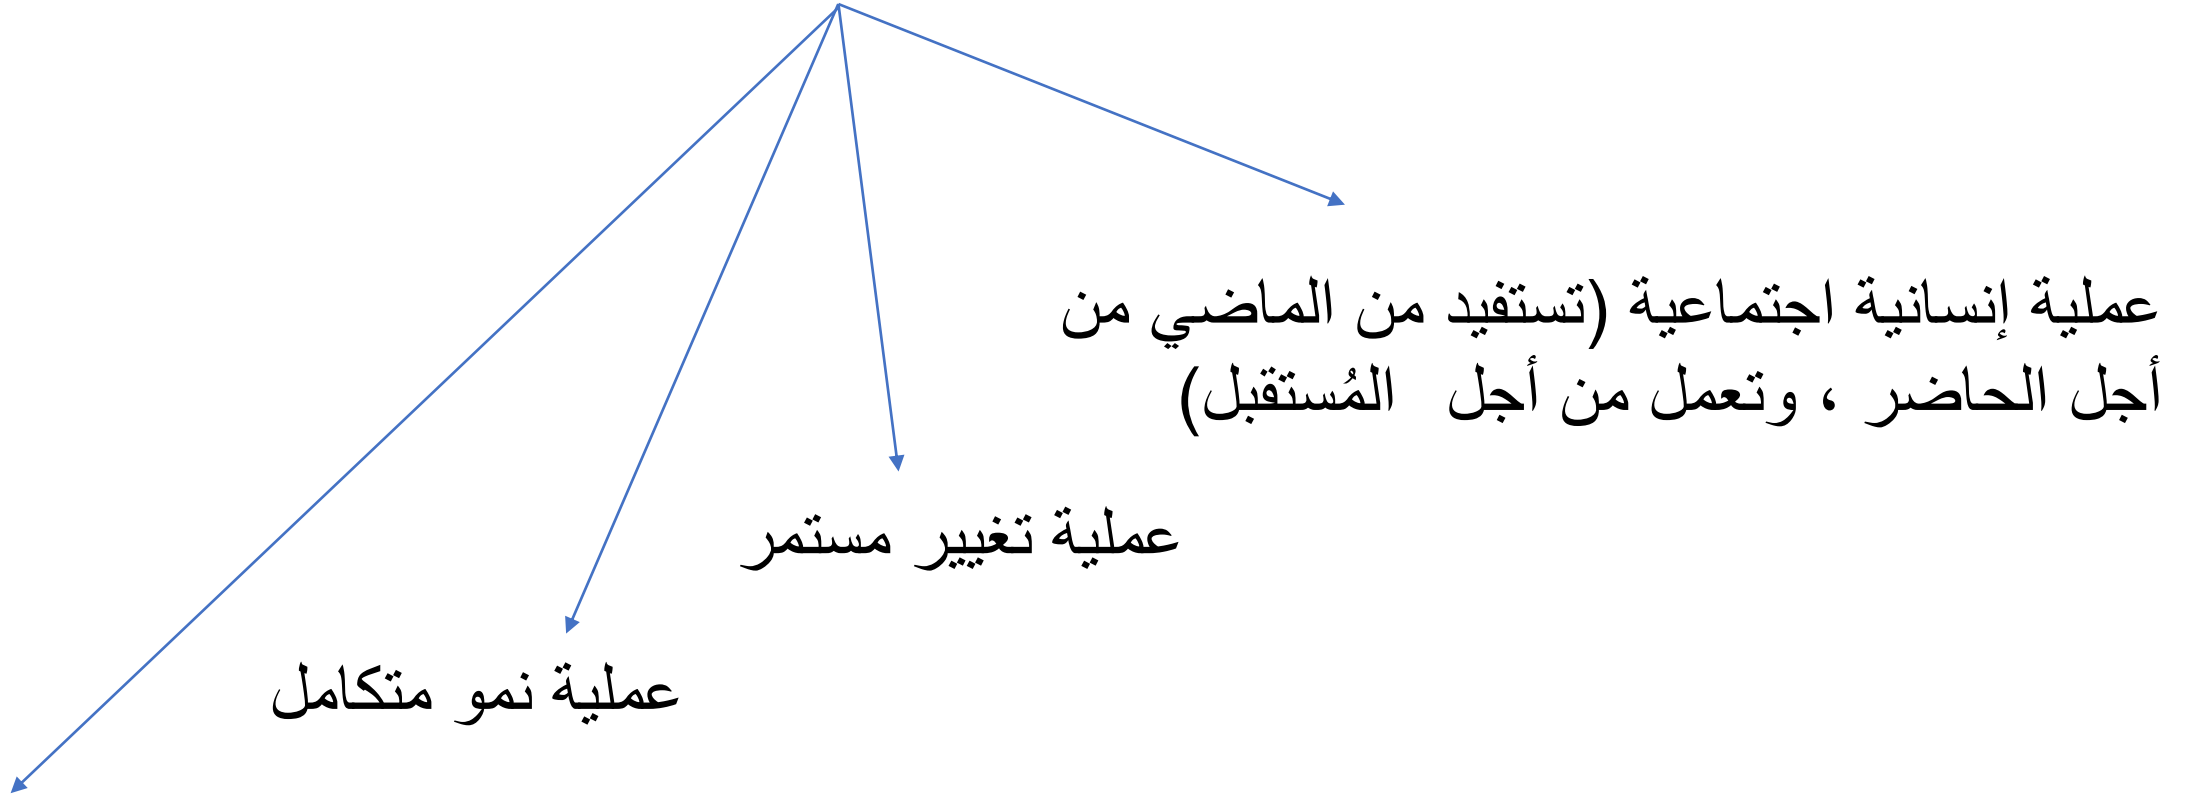 عملية إنسانية اجتماعية (تستفيد من الماضي من
أجل الحاضر ، وتعمل من أجل المُستقبل)
عملية تغيير مستمر
عملية نمو متكامل